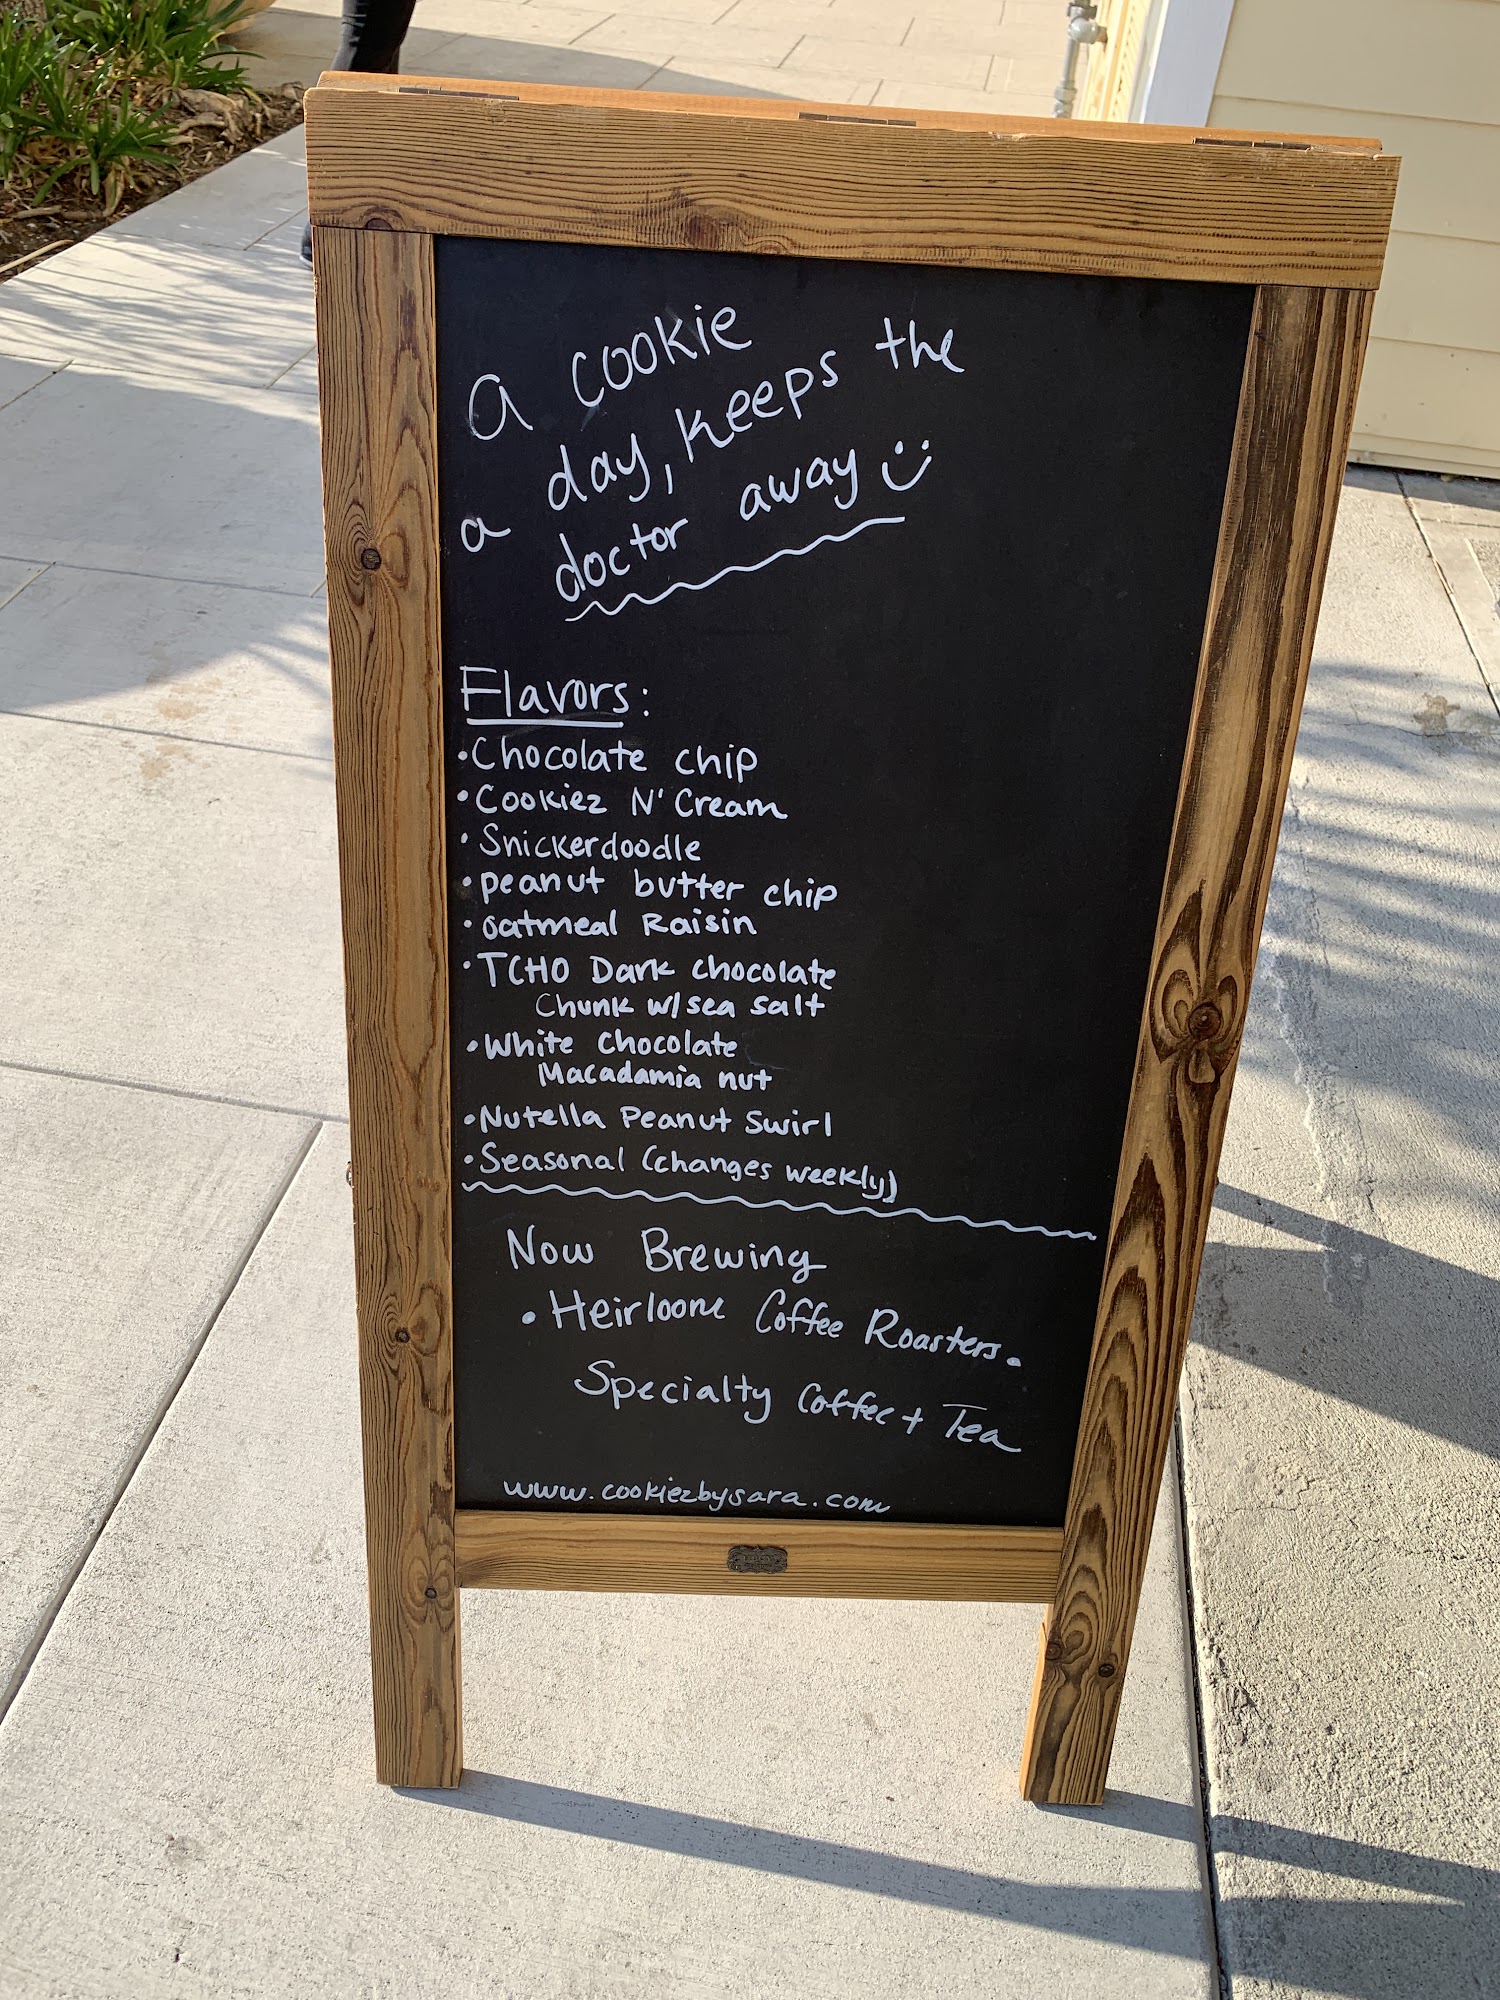 a cookie
a day, keeps the
doctor away
Flavors:
•Chocolate chip
•Cookiez N' Cream
•Snickerdoodle
•peanut butter chip
•oatmeal Raisin
•TCHO Dark chocolate
Chunk w/sea salt
•White Chocolate
Macadamia nut
•Nutella Peanut Swirl
•Seasonal (changes weekly)
Now Brewing
•Heirloom Coffee Roasters.
Specialty Coffee + Tea
www.cookiezbysara.com